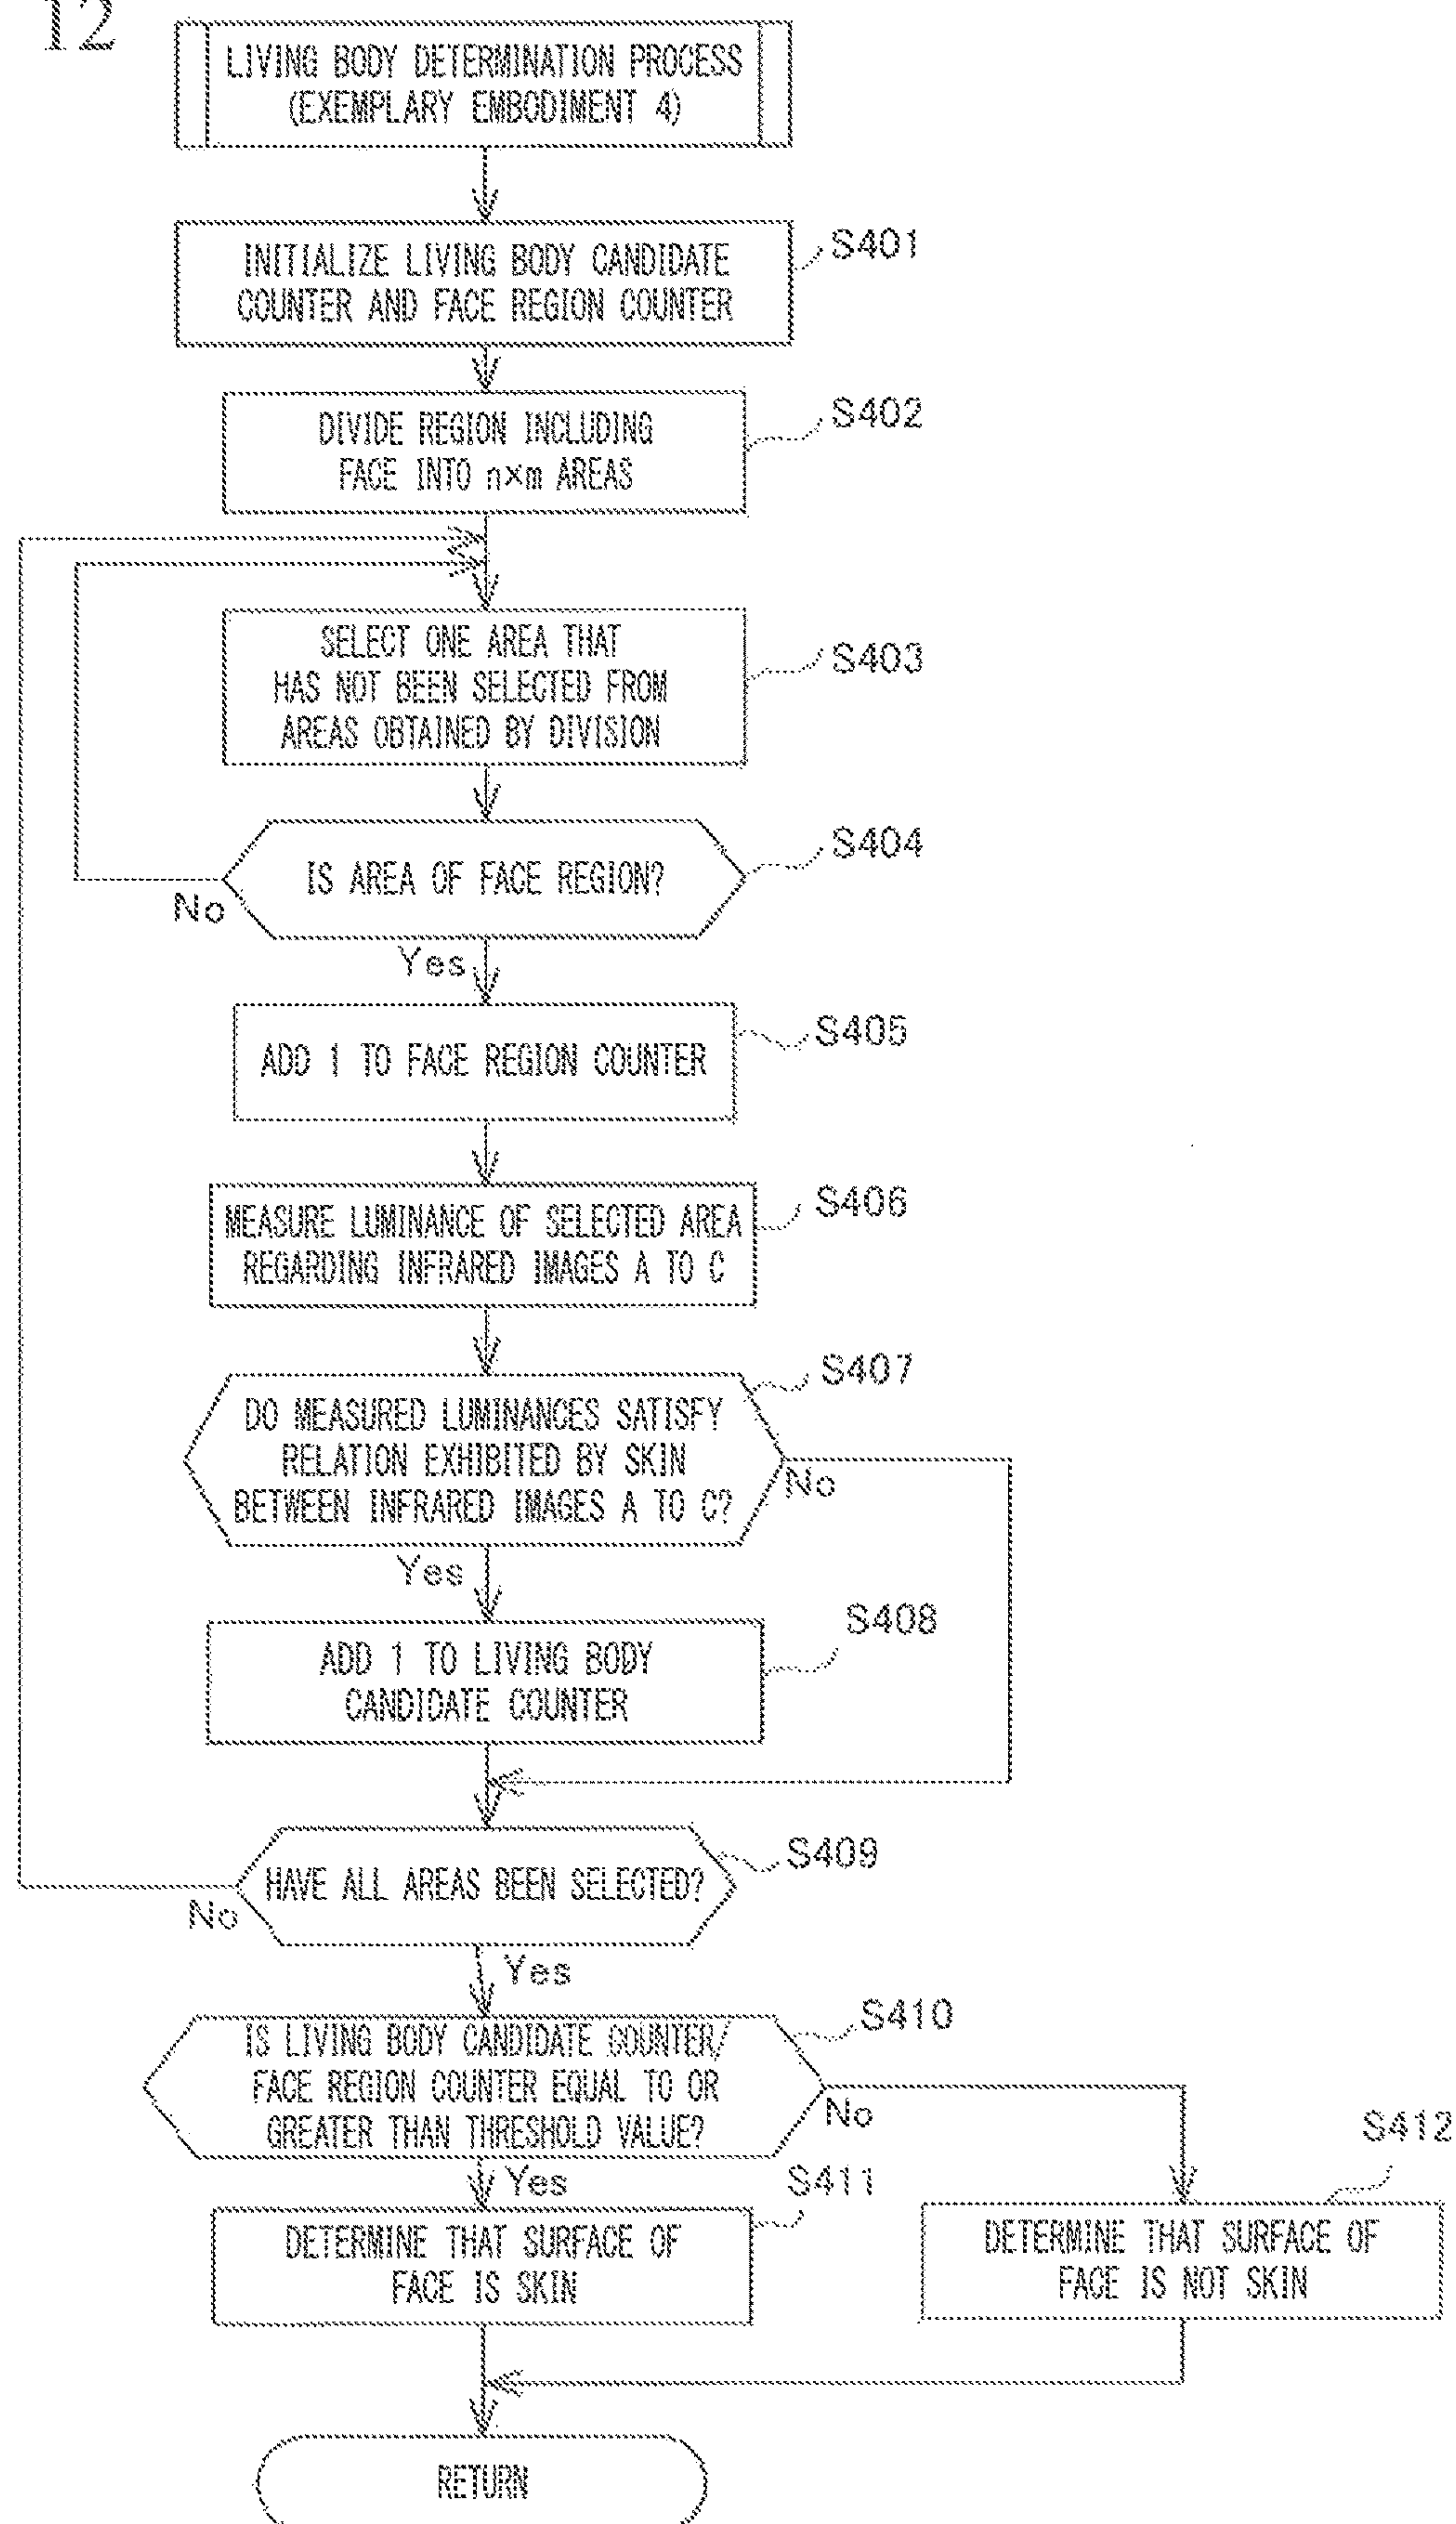 12
LIVING BODY DETERMINATION PROCESS
(EXEMPLARY EMBODIMENT 4)
INITIALIZE LIVING BODY CANDIDATE
COUNTER AND FACE REGION COUNTER
S401
DIVIDE REGION INCLUDING
FACE INTO n×m AREAS
S402
SELECT ONE AREA THAT
HAS NOT BEEN SELECTED FROM
AREAS OBTAINED BY DIVISION
S403
IS AREA OF FACE REGION?
S404
No
Yes
ADD 1 TO FACE REGION COUNTER
S405
MEASURE LUMINANCE OF SELECTED AREA
REGARDING INFRARED IMAGES A TO C
S406
DO MEASURED LUMINANCES SATISFY
RELATION EXHIBITED BY SKIN
BETWEEN INFRARED IMAGES A TO C?
S407
No
Yes
ADD 1 TO LIVING BODY
CANDIDATE COUNTER
S408
HAVE ALL AREAS BEEN SELECTED?
S409
No
Yes
IS LIVING BODY CANDIDATE COUNTER/
FACE REGION COUNTER EQUAL TO OR
GREATER THAN THRESHOLD VALUE?
S410
No
Yes
DETERMINE THAT SURFACE OF
FACE IS SKIN
S411
DETERMINE THAT SURFACE OF
FACE IS NOT SKIN
S412
RETURN